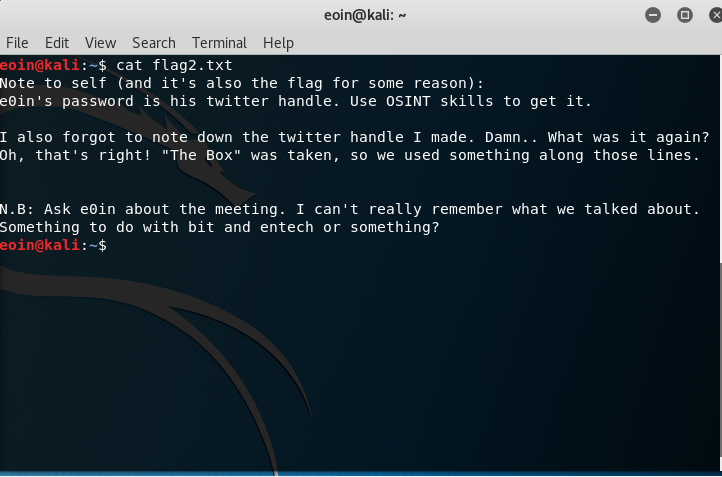 eoin@kali: ~
File Edit View Search Terminal Help
eoin@kali:~$ cat flag2.txt
Note to self (and it's also the flag for some reason):
e0in's password is his twitter handle. Use OSINT skills to get it.
I also forgot to note down the twitter handle I made. Damn.. What was it again?
Oh, that's right! "The Box" was taken, so we used something along those lines.
N.B: Ask e0in about the meeting. I can't really remember what we talked about.
Something to do with bit and entech or something?
eoin@kali:~$